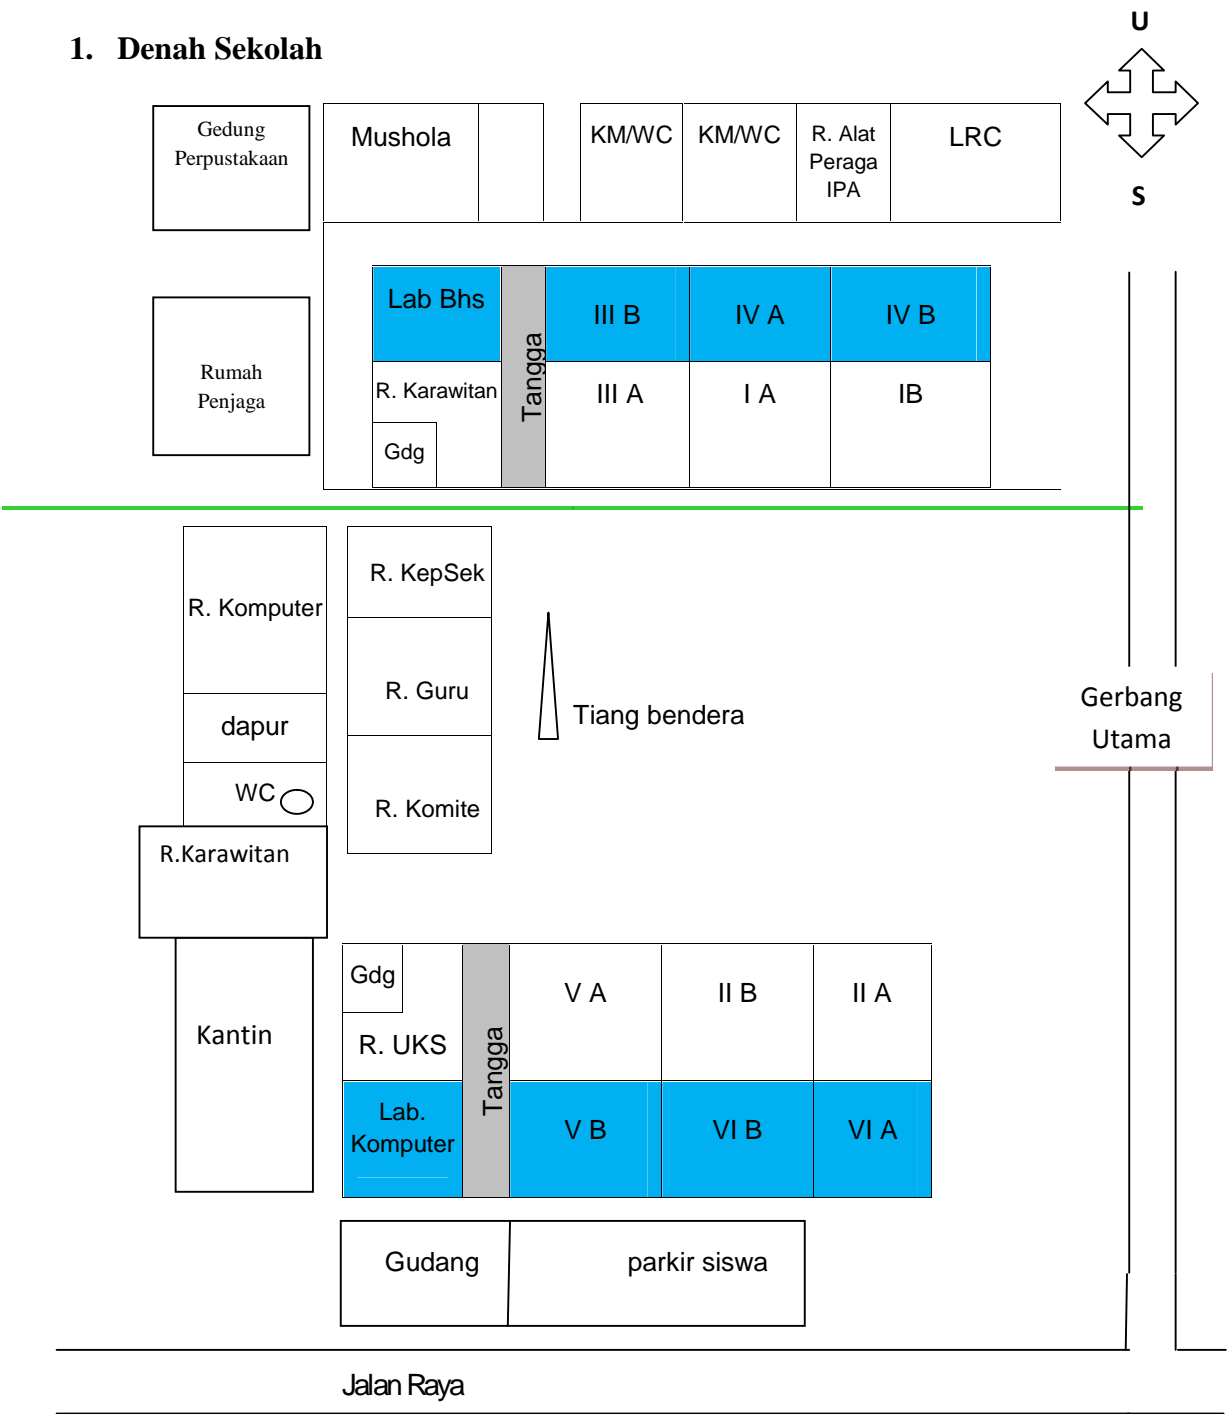 U
1. Denah Sekolah
Gedung
Perpustakaan
Mushola
KM/WC
KM/WC
R. Alat
Peraga
IPA
LRC
S
Lab Bhs
Tangga
III B
IV A
IV B
Rumah
Penjaga
R. Karawitan
III A
I A
IB
Gdg
R. Komputer
R. KepSek
R. Guru
Tiang bendera
Gerbang
Utama
dapur
WC
R. Komite
R.Karawitan
Kantin
Gdg
R. UKS
Tangga
V A
II B
II A
Lab.
Komputer
V B
VI B
VI A
Gudang
parkir siswa
Jalan Raya